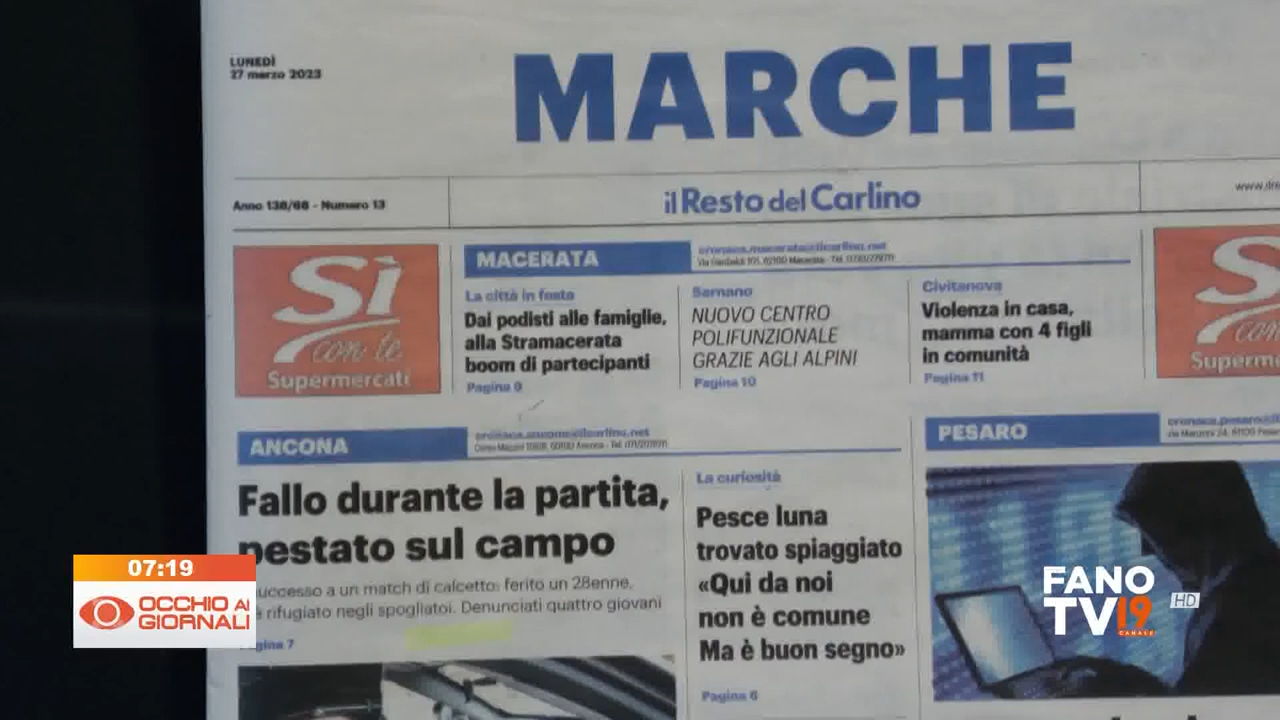 LUNEDÌ
27 marzo 2023
MARCHE
Anno 138/68 - Numero 13
il Resto del Carlino
Sì
con te
Supermercati
MACERATA
La città in festa
Dai podisti alle famiglie,
alla Stramacerata
boom di partecipanti
Pagina 9
Sarnano
NUOVO CENTRO
POLIFUNZIONALE
GRAZIE AGLI ALPINI
Pagina 10
Civitanova
Violenza in casa,
mamma con 4 figli
in comunità
Pagina 11
ANCONA
Fallo durante la partita,
pestato sul campo
uccesso a un match di calcetto: ferito un 28enne,
è rifugiato negli spogliatoi. Denunciati quattro giovani
gina 7
La curiosità
Pesce luna
trovato spiaggiato
«Qui da noi
non è comune
Ma è buon segno»
Pagina 6
PESARO
07:19
OCCHIO AI
GIORNALI
FANO
TV19
CANALE
HD